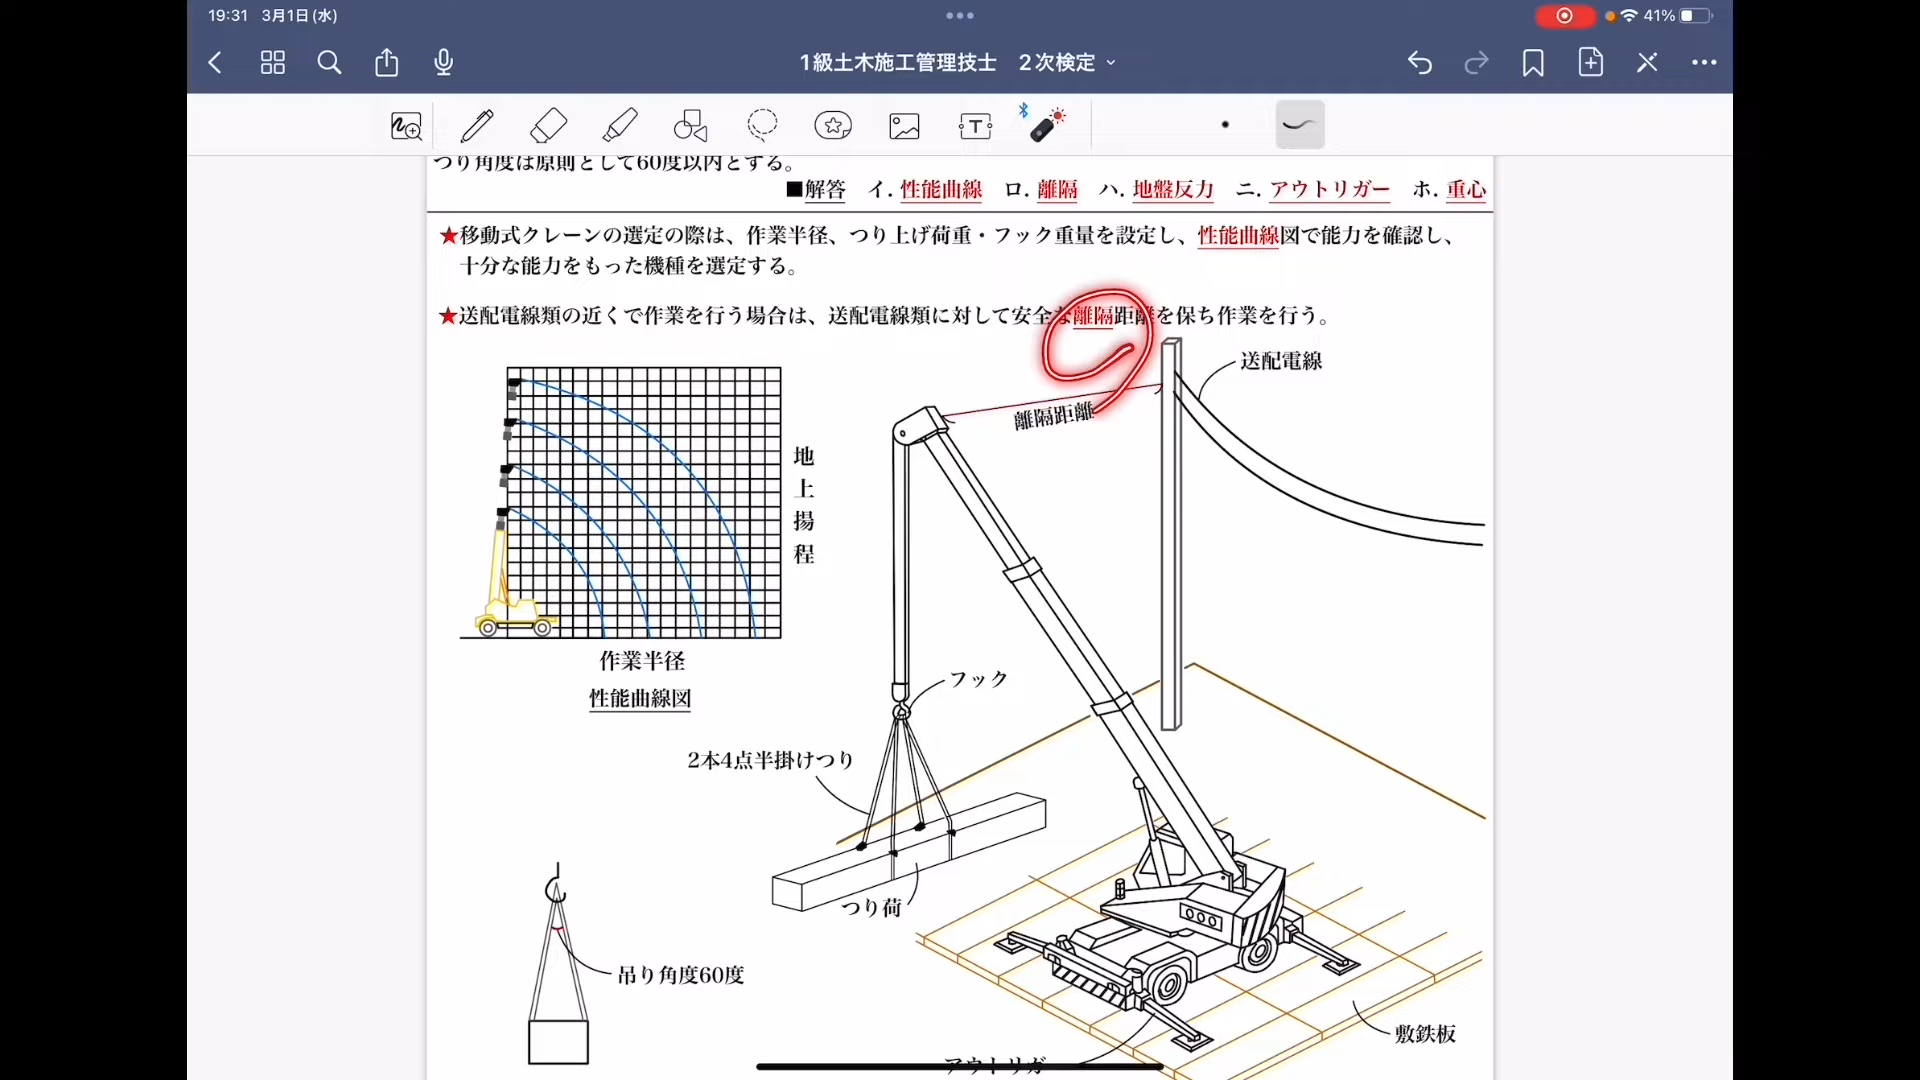 19:31 3月1日(水)
41%
1級土木施工管理技士 2次検定
つり角度は原則として60度以内とする。
■解答 イ. 性能曲線 ロ. 離隔 ハ. 地盤反力 ニ. アウトリガー ホ. 重心
★移動式クレーンの選定の際は、作業半径、つり上げ荷重・フック重量を設定し、性能曲線図で能力を確認し、
十分な能力をもった機種を選定する。
★送配電線類の近くで作業を行う場合は、送配電線類に対して安全な離隔距離を保ち作業を行う。
送配電線
離隔距離
地上揚程
作業半径
性能曲線図
フック
2本4点半掛けつり
つり荷
吊り角度60度
敷鉄板
アウトリガ